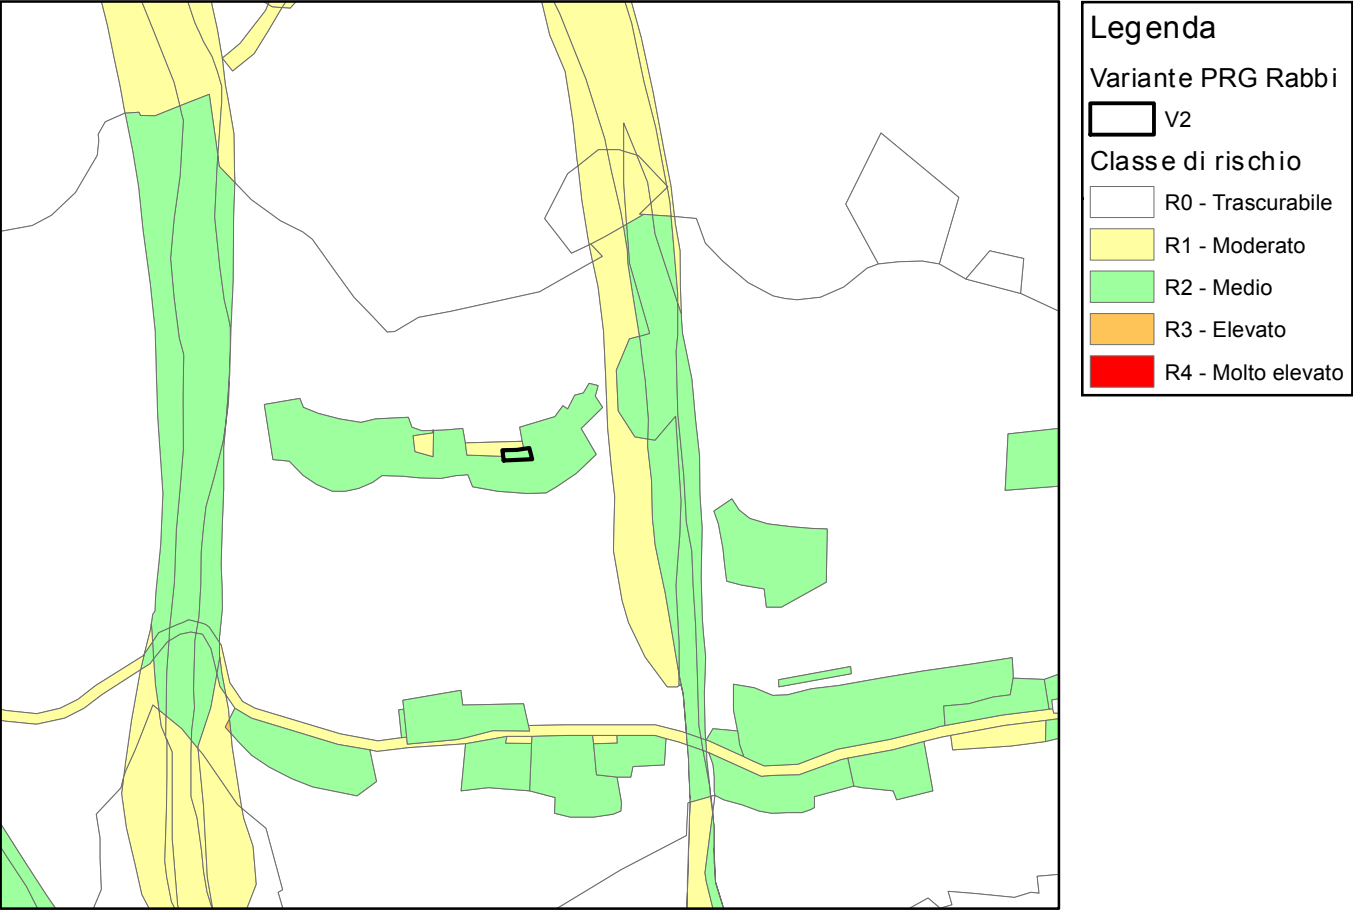 Legenda
Variante PRG Rabbi
V2
Classe di rischio
R0 - Trascurabile
R1 - Moderato
R2 - Medio
R3 - Elevato
R4 - Molto elevato